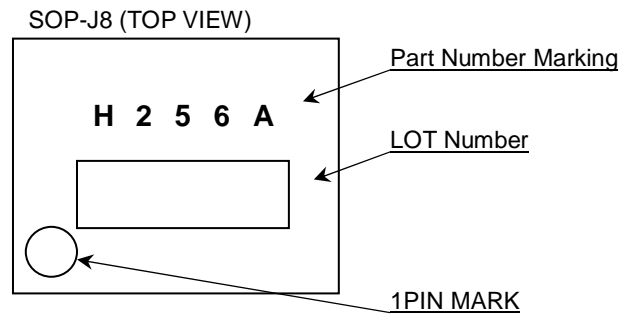 SOP-J8 (TOP VIEW)
Part Number Marking
H 2 5 6 A
LOT Number
1PIN MARK